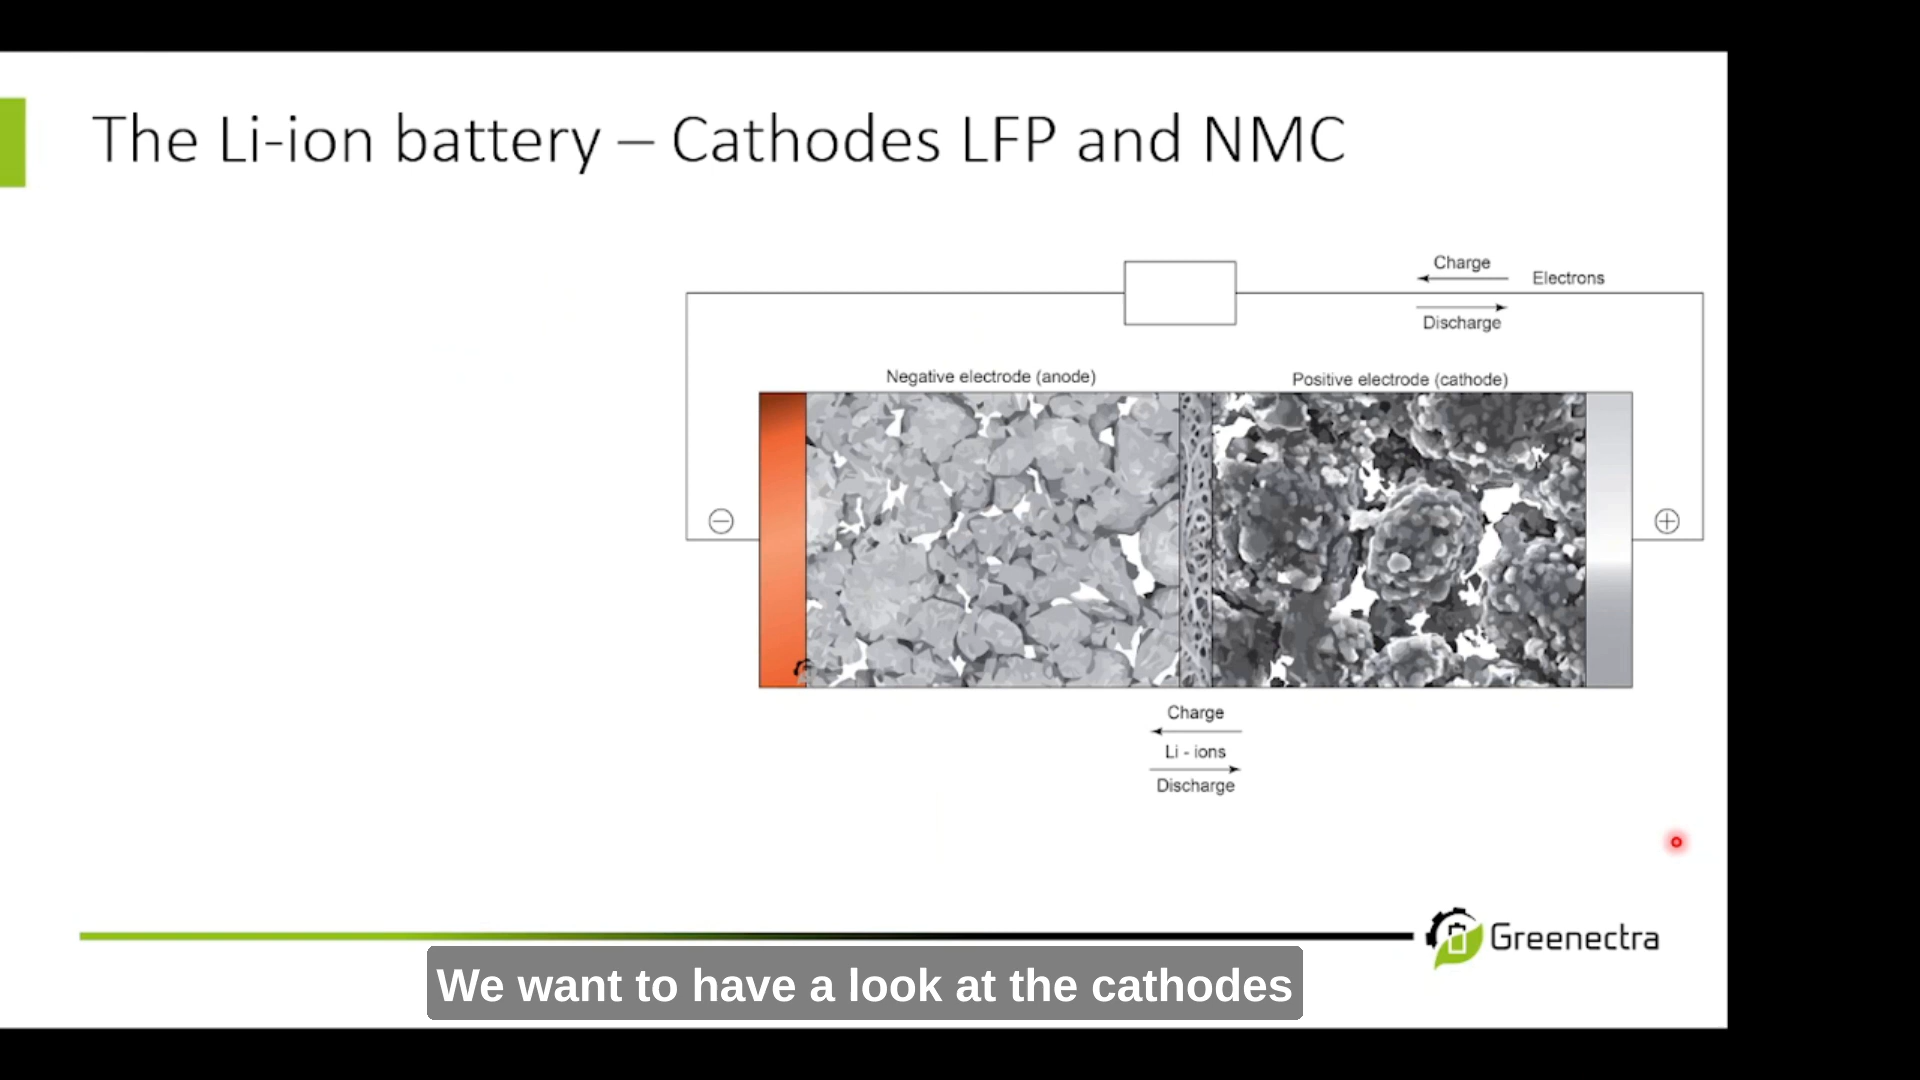 The Li-ion battery – Cathodes LFP and NMC
Charge
Electrons
Discharge
Negative electrode (anode)
Positive electrode (cathode)
Charge
Li - ions
Discharge
Greenectra
We want to have a look at the cathodes